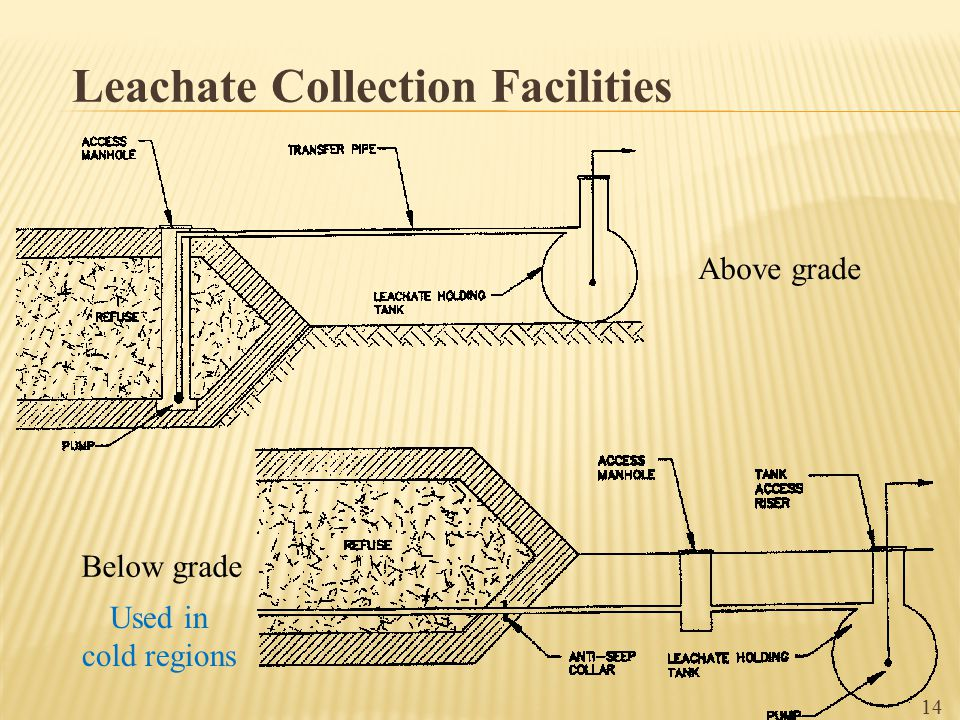 Leachate Collection Facilities
ACCESS
MANHOLE
TRANSFER PIPE
Above grade
LEACHATE HOLDING
TANK
REFUSE
PUMP
ACCESS
MANHOLE
TANK
ACCESS
RISER
REFUSE
Below grade
Used in
cold regions
ANTI-SEEP
COLLAR
LEACHATE HOLDING
TANK
PUMP
14